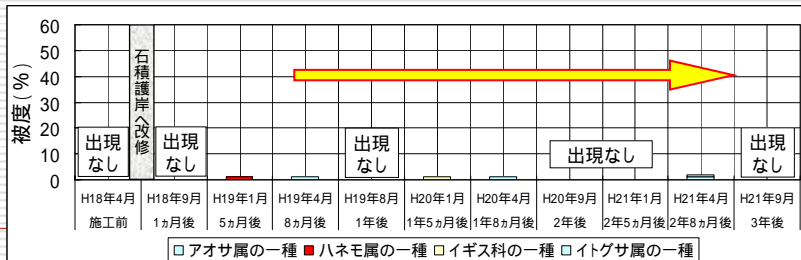 被度(%)
60
50
40
30
20
10
0
石積護岸へ改修
出現
なし
出現
なし
出現
なし
出現なし
出現
なし
H18年4月 H18年9月 H19年1月 H19年4月 H19年8月 H20年1月 H20年4月 H20年9月 H21年1月 H21年4月 H21年9月
施工前 1ヵ月後 5ヵ月後 8ヵ月後 1年後 1年5ヵ月後 1年8ヵ月後 2年後 2年5ヵ月後 2年8ヵ月後 3年後
アオサ属の一種 ハネモ属の一種 イギス科の一種 イトグサ属の一種